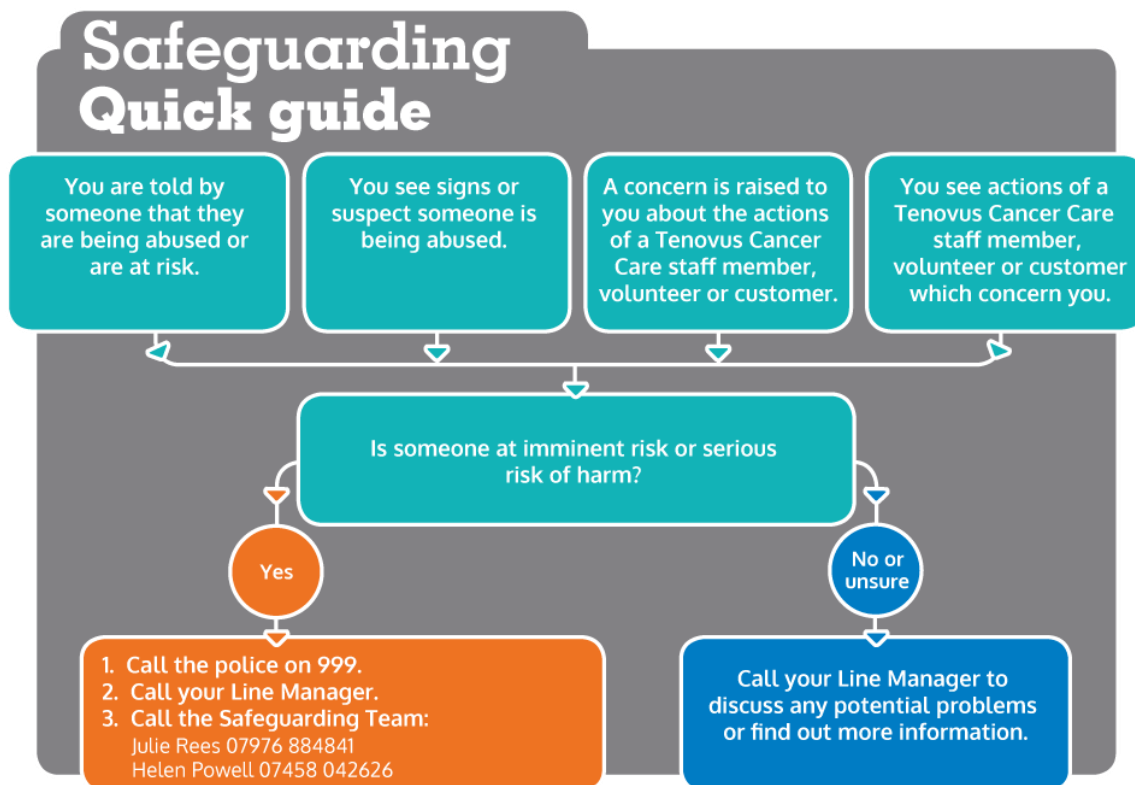 Safeguarding
Quick guide
You are told by
someone that they
are being abused or
are at risk.
You see signs or
suspect someone is
being abused.
A concern is raised to
you about the actions
of a Tenovus Cancer
Care staff member,
volunteer or customer.
You see actions of a
Tenovus Cancer Care
staff member,
volunteer or customer
which concern you.
Is someone at imminent risk or serious
risk of harm?
Yes
No or
unsure
1. Call the police on 999.
2. Call your Line Manager.
3. Call the Safeguarding Team:
Julie Rees 07976 884841
Helen Powell 07458 042626
Call your Line Manager to
discuss any potential problems
or find out more information.